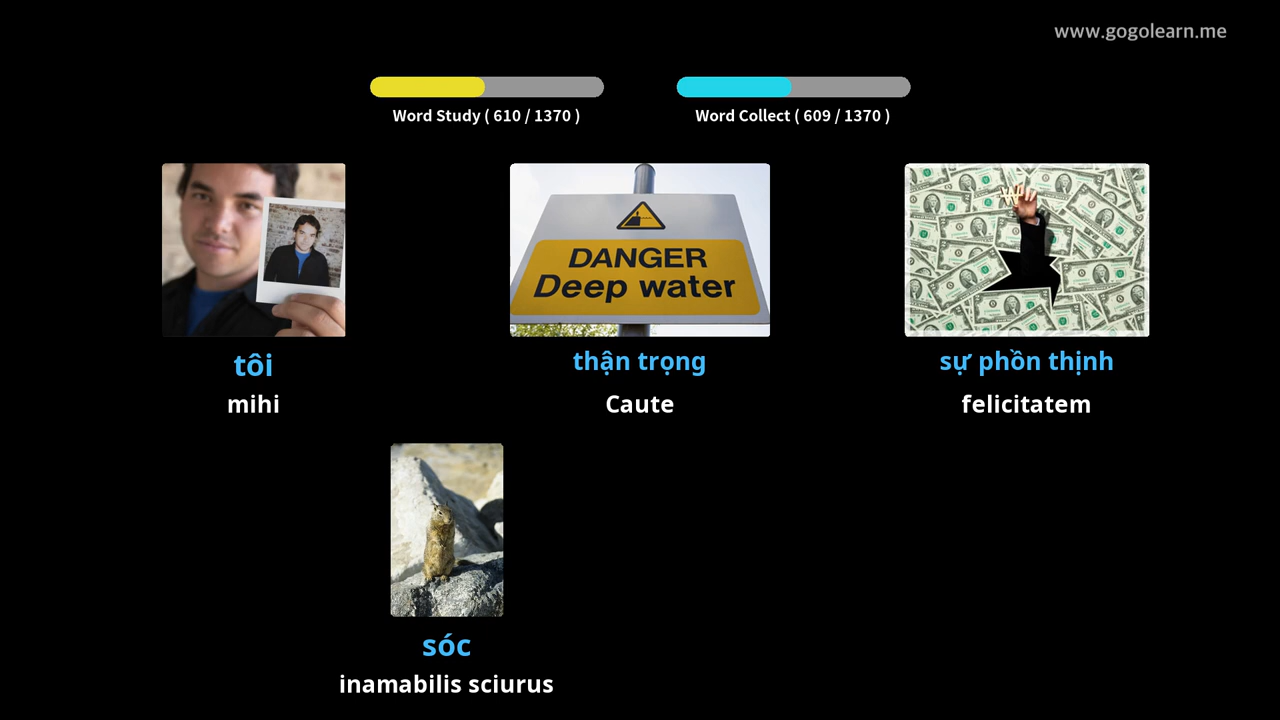 www.gogolearn.me
Word Study ( 610 / 1370 )
Word Collect ( 609 / 1370 )
DANGER
Deep water
tôi
mihi
thận trọng
Caute
sự phồn thịnh
felicitatem
sóc
inamabilis sciurus